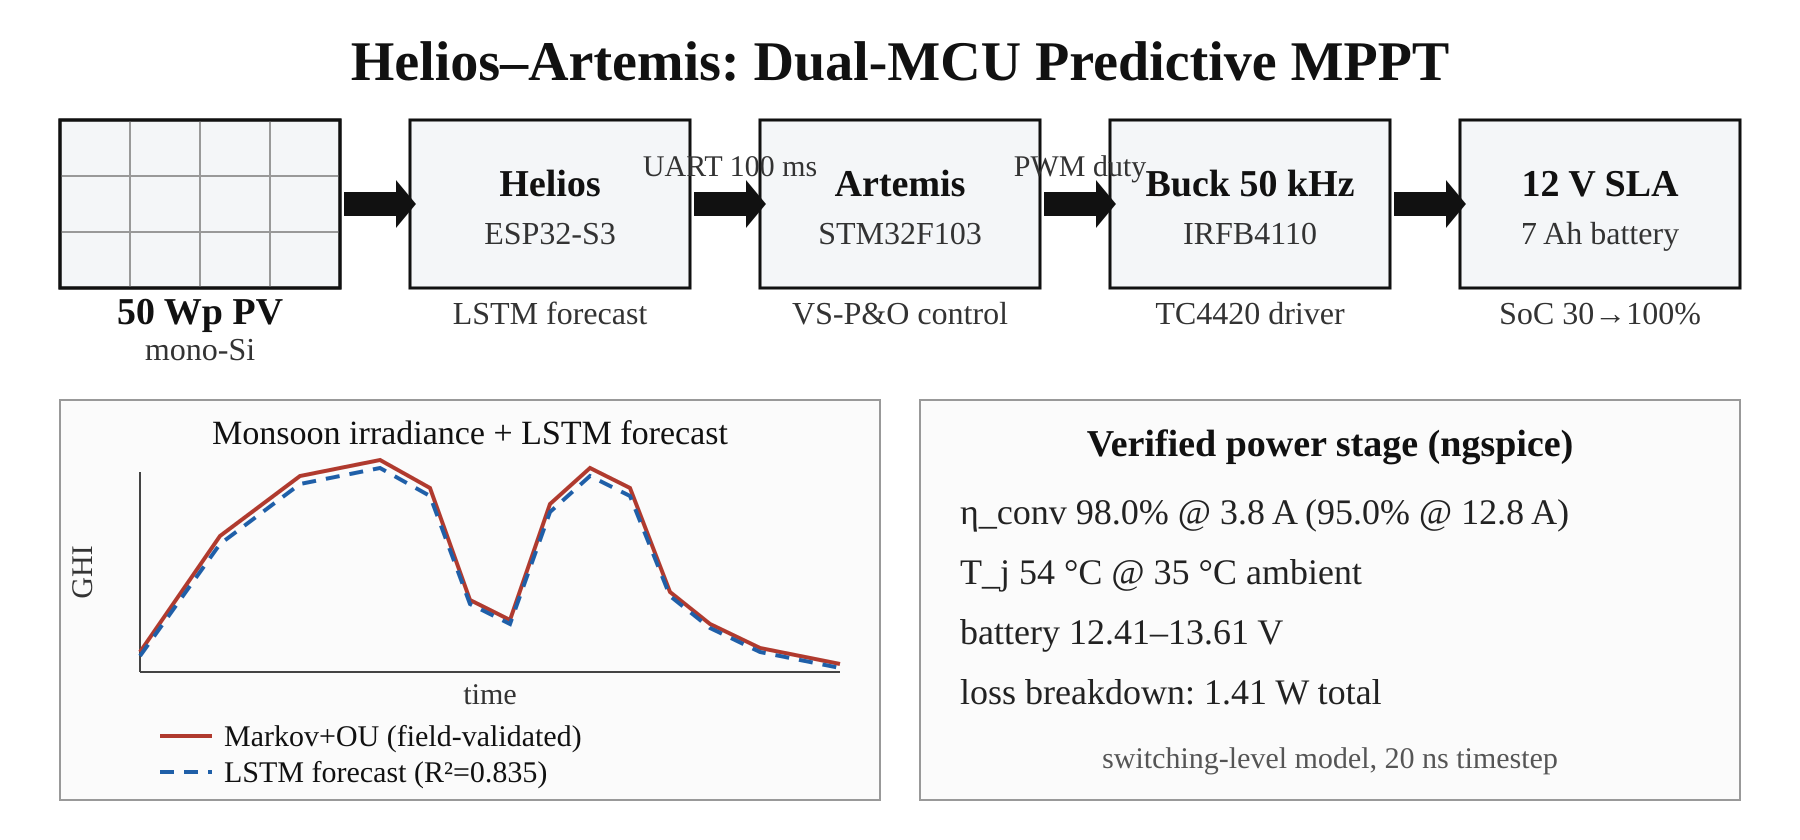 Helios–Artemis: Dual-MCU Predictive MPPT
UART 100 ms
PWM duty
Helios
Artemis
Buck 50 kHz
12 V SLA
ESP32-S3
STM32F103
IRFB4110
7 Ah battery
50 Wp PV
LSTM forecast
VS-P&O control
TC4420 driver
SoC 30→100%
mono-Si
Monsoon irradiance + LSTM forecast
GHI
time
Markov+OU (field-validated)
LSTM forecast (R²=0.835)
Verified power stage (ngspice)
η_conv 98.0% @ 3.8 A (95.0% @ 12.8 A)
T_j 54 °C @ 35 °C ambient
battery 12.41–13.61 V
loss breakdown: 1.41 W total
switching-level model, 20 ns timestep